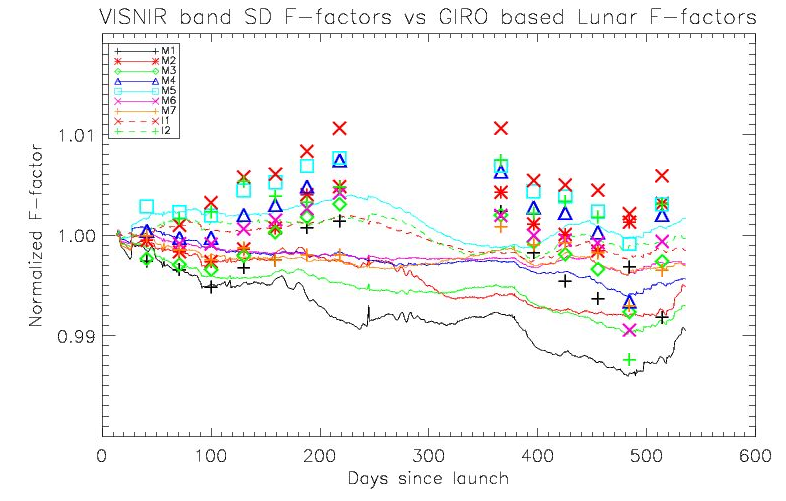 VISNIR band SD F-factors vs GIRO based Lunar F-factors
M1
M2
M3
M4
M5
M6
M7
I1
I2
1.01
1.00
0.99
Normalized F-factor
0 100 200 300 400 500 600
Days since launch